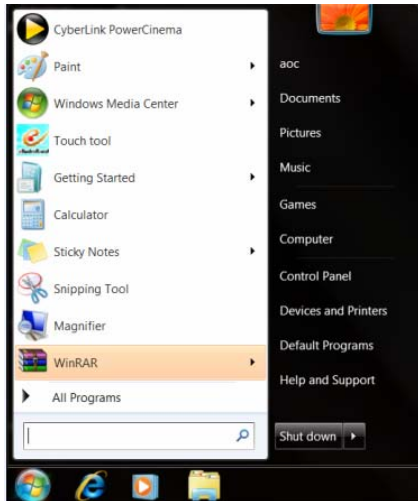 CyberLink PowerCinema
Paint
Windows Media Center
Touch tool
Getting Started
Calculator
Sticky Notes
Snipping Tool
Magnifier
WinRAR
All Programs
aoc
Documents
Pictures
Music
Games
Computer
Control Panel
Devices and Printers
Default Programs
Help and Support
Shut down